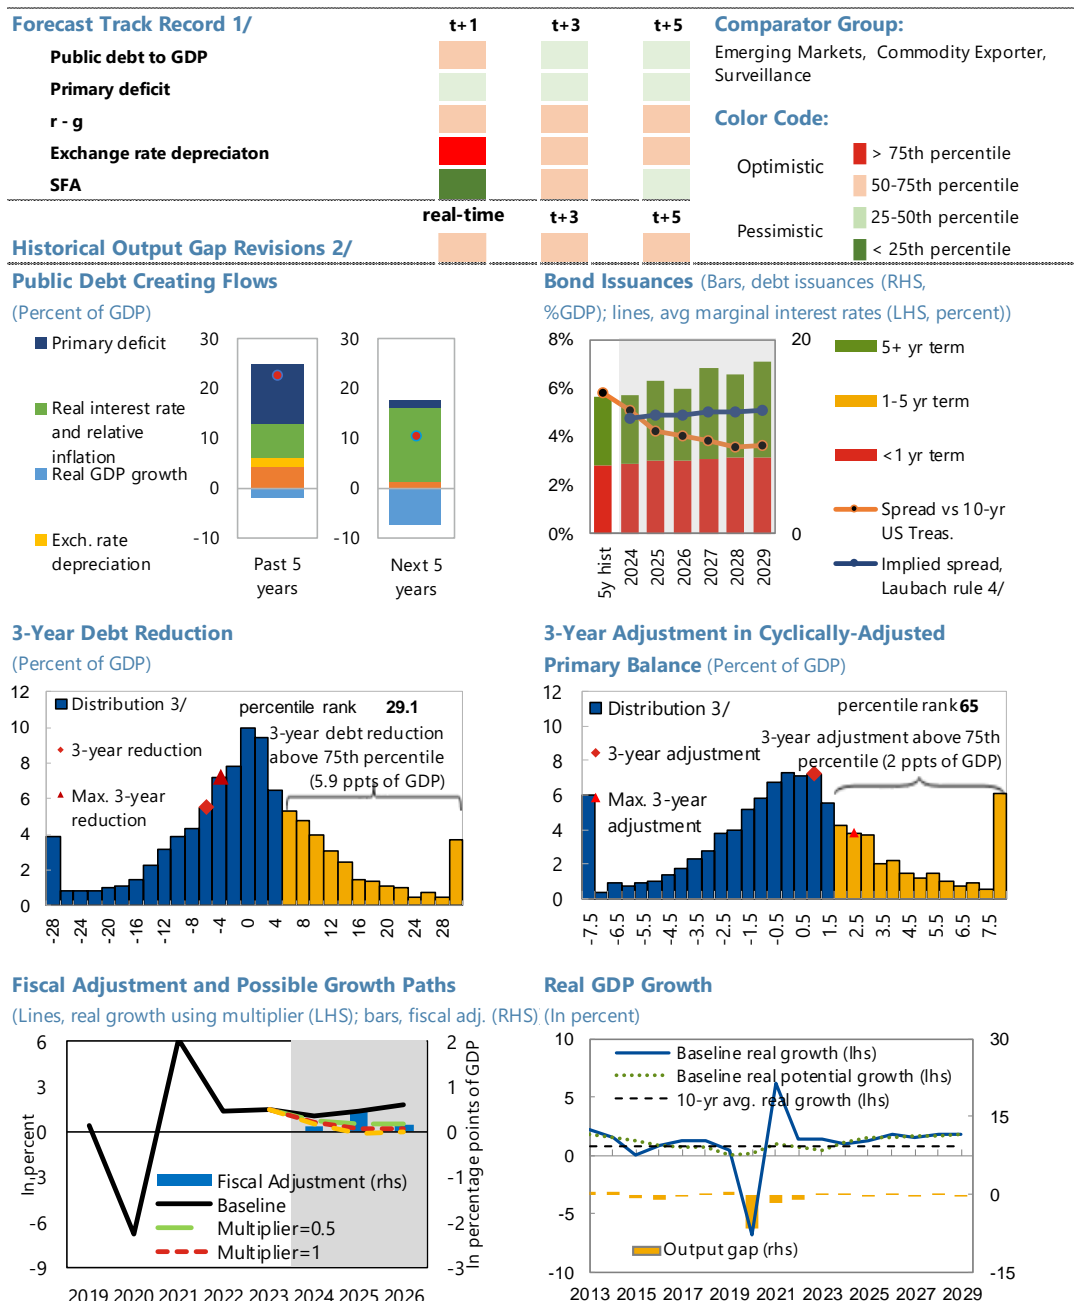 Forecast Track Record 1/ t+1 t+3 t+5
Public debt to GDP
Primary deficit
r - g
Exchange rate depreciaton
SFA
real-time t+3 t+5
Historical Output Gap Revisions 2/
Comparator Group:
Emerging Markets, Commodity Exporter,
Surveillance
Color Code:
Optimistic
> 75th percentile
50-75th percentile
Pessimistic
25-50th percentile
< 25th percentile
Public Debt Creating Flows
(Percent of GDP)
Primary deficit
Real interest rate
and relative
inflation
Real GDP growth
Exch. rate
depreciation
30
20
10
0
-10
Past 5
years
30
20
10
0
-10
Next 5
years
Bond Issuances (Bars, debt issuances (RHS,
%GDP); lines, avg marginal interest rates (LHS, percent))
8%
6%
4%
2%
0%
20
0
5y hist 2024 2025 2026 2027 2028 2029
5+ yr term
1-5 yr term
<1 yr term
Spread vs 10-yr
US Treas.
Implied spread,
Laubach rule 4/
3-Year Debt Reduction
(Percent of GDP)
12
10
8
6
4
2
0
Distribution 3/
3-year reduction
Max. 3-year
reduction
percentile rank 29.1
3-year debt reduction
above 75th percentile
(5.9 ppts of GDP)
-28 -24 -20 -16 -12 -8 -4 0 4 8 12 16 20 24 28
3-Year Adjustment in Cyclically-Adjusted
Primary Balance (Percent of GDP)
12
10
8
6
4
2
0
Distribution 3/
3-year adjustment
Max. 3-year
adjustment
percentile rank 65
3-year adjustment above 75th
percentile (2 ppts of GDP)
-7.5 -6.5 -5.5 -4.5 -3.5 -2.5 -1.5 -0.5 0.5 1.5 2.5 3.5 4.5 5.5 6.5 7.5
Fiscal Adjustment and Possible Growth Paths
(Lines, real growth using multiplier (LHS); bars, fiscal adj. (RHS)
In percent
6
3
0
-3
-6
-9
2
1
0
-1
-2
-3
In percentage points of GDP
Fiscal Adjustment (rhs)
Baseline
Multiplier=0.5
Multiplier=1
2019 2020 2021 2022 2023 2024 2025 2026
Real GDP Growth
(In percent)
10
5
0
-5
-10
30
15
0
-15
Baseline real growth (lhs)
Baseline real potential growth (lhs)
10-yr avg. real growth (lhs)
Output gap (rhs)
2013 2015 2017 2019 2021 2023 2025 2027 2029